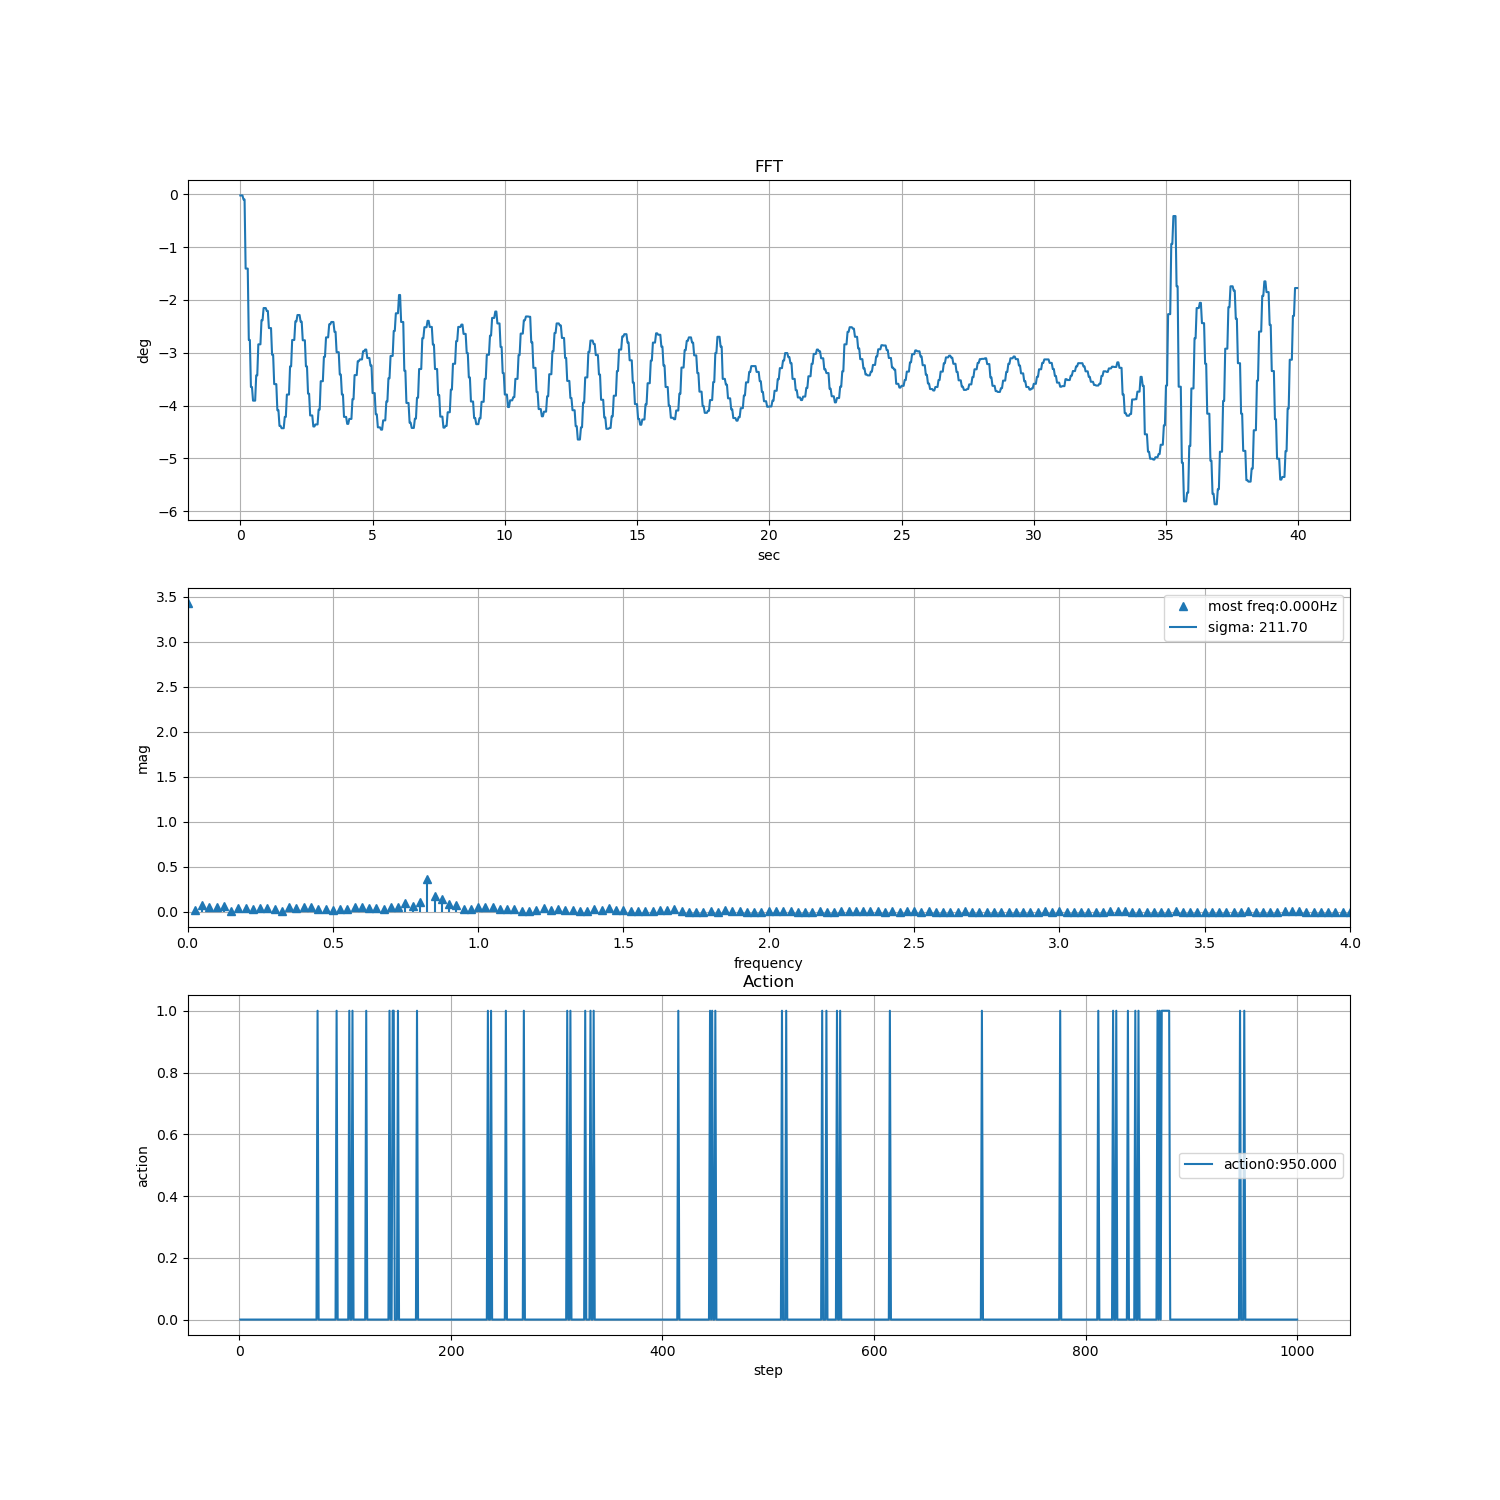 FFT
0
−1
−2
−3
−4
−5
−6
deg
0 5 10 15 20 25 30 35 40
sec
3.5
3.0
2.5
2.0
1.5
1.0
0.5
0.0
mag
most freq:0.000Hz
sigma: 211.70
0.0 0.5 1.0 1.5 2.0 2.5 3.0 3.5 4.0
frequency
Action
1.0
0.8
0.6
0.4
0.2
0.0
action
action0:950.000
0 200 400 600 800 1000
step